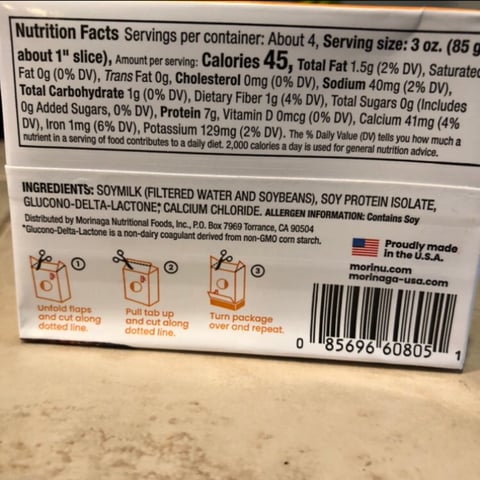 Nutrition Facts Servings per container: About 4, Serving size: 3 oz. (85 g
about 1" slice), Amount per serving: Calories 45, Total Fat 1.5g (2% DV), Saturated
Fat 0g (0% DV), Trans Fat 0g, Cholesterol 0mg (0% DV), Sodium 40mg (2% DV),
Total Carbohydrate 1g (0% DV), Dietary Fiber 1g (4% DV), Total Sugars 0g (Includes
0g Added Sugars, 0% DV), Protein 7g, Vitamin D 0mcg (0% DV), Calcium 41mg (4%
DV), Iron 1mg (6% DV), Potassium 129mg (2% DV). The % Daily Value (DV) tells you how much a
nutrient in a serving of food contributes to a daily diet. 2,000 calories a day is used for general nutrition advice.
INGREDIENTS: SOYMILK (FILTERED WATER AND SOYBEANS), SOY PROTEIN ISOLATE,
GLUCONO-DELTA-LACTONE*, CALCIUM CHLORIDE. ALLERGEN INFORMATION: Contains Soy
Distributed by Morinaga Nutritional Foods, Inc., P.O. Box 7969 Torrance, CA 90504
*Glucono-Delta-Lactone is a non-dairy coagulant derived from non-GMO corn starch.
Proudly made
in the U.S.A.
morinu.com
morinaga-usa.com
1
Unfold flaps
and cut along
dotted line.
2
Pull tab up
and cut along
dotted line.
3
Turn package
over and repeat.
0 85696 60805 1